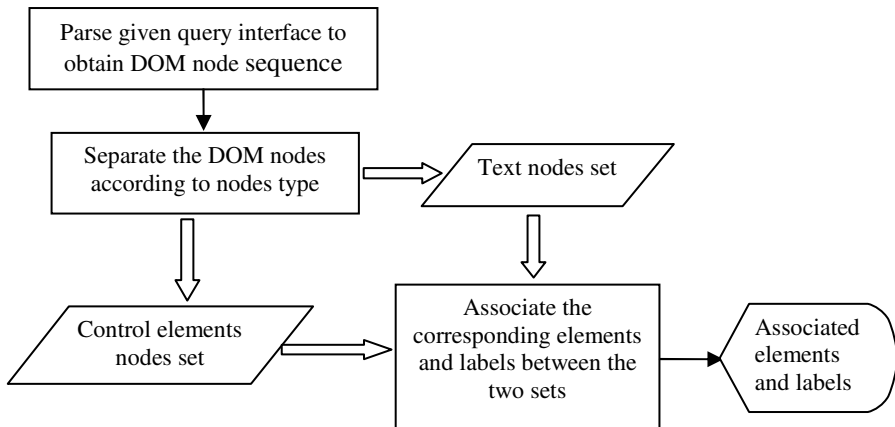 Parse given query interface to
obtain DOM node sequence
Separate the DOM nodes
according to nodes type
Text nodes set
Control elements
nodes set
Associate the
corresponding elements
and labels between the
two sets
Associated
elements
and labels